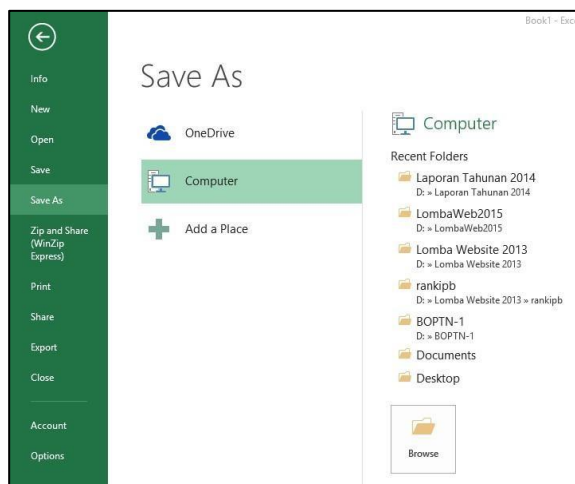 Book1 - Exc
Info
New
Open
Save
Save As
Zip and Share
(WinZip
Express)
Print
Share
Export
Close
Account
Options
Save As
OneDrive
Computer
Add a Place
Computer
Recent Folders
Laporan Tahunan 2014
D: » Laporan Tahunan 2014
LombaWeb2015
D: » LombaWeb2015
Lomba Website 2013
D: » Lomba Website 2013
rankipb
D: » Lomba Website 2013 » rankipb
BOPTN-1
D: » BOPTN-1
Documents
Desktop
Browse